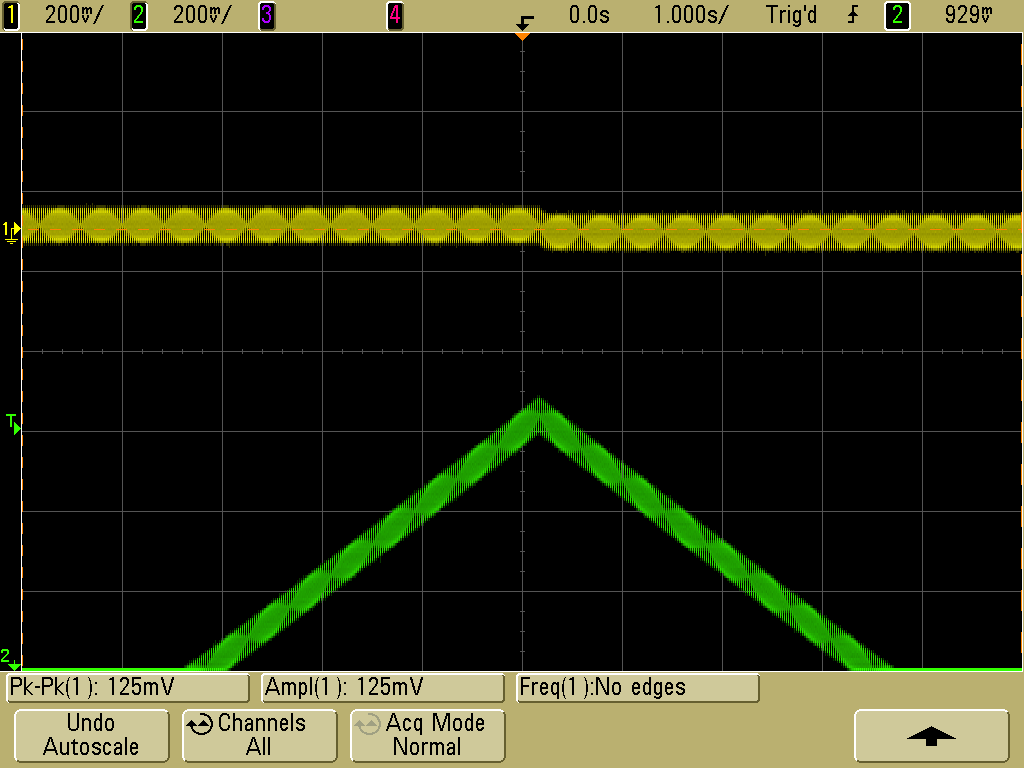 1 200mV/ 2 200mV/ 3 4 0.0s 1.000s/ Trig'd 2 929mV
1
T
2
Pk-Pk(1): 125mV Ampl(1): 125mV Freq(1):No edges
Undo Autoscale
Channels All
Acq Mode Normal